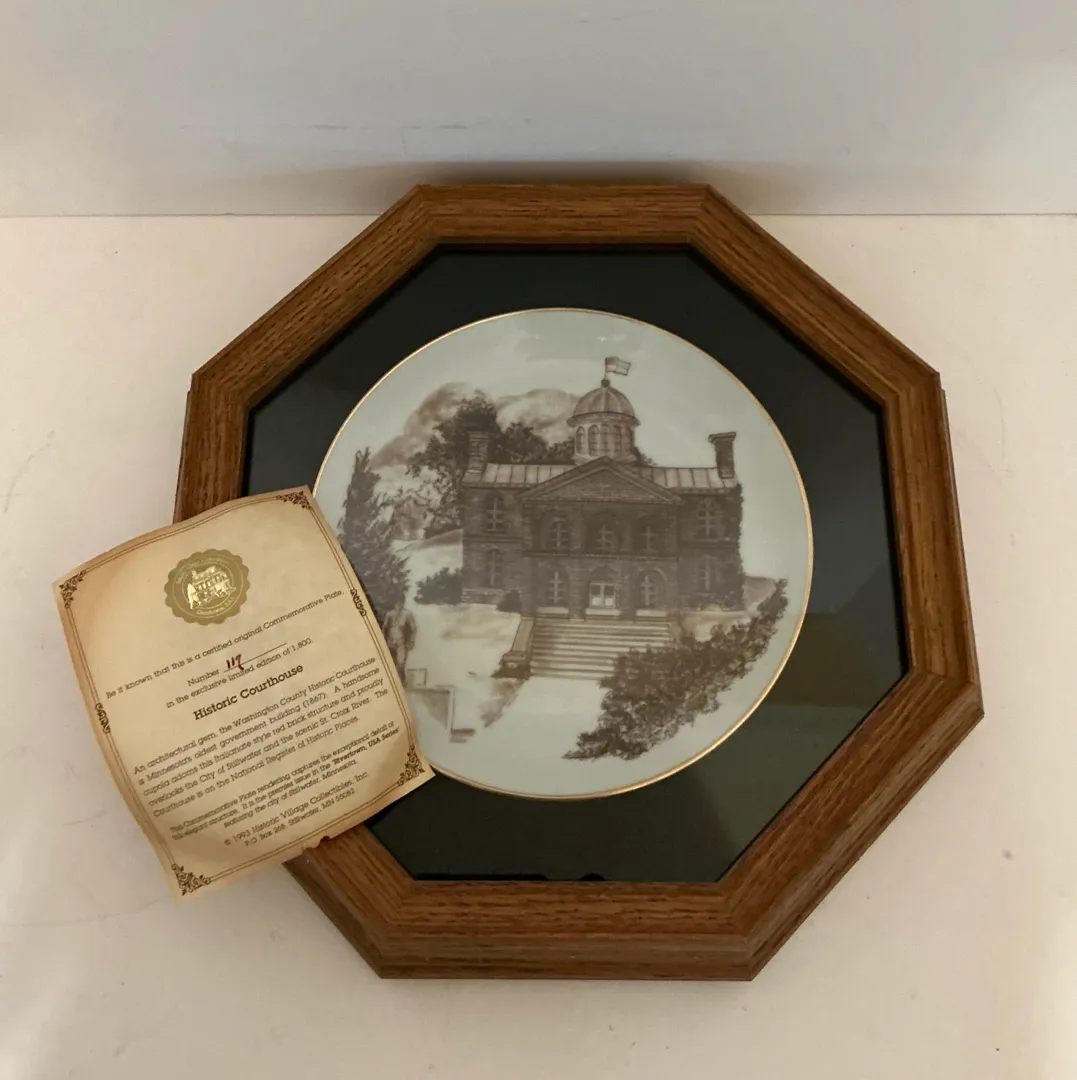 Be it known that this is a certified original Commemorative Plate,
Number 117
in the exclusive limited edition of 1,800.
Historic Courthouse
An architectural gem, the Washington County Historic Courthouse
is Minnesota's oldest government building (1867). A handsome
cupola adorns this Italianate style red brick structure and proudly
overlooks the City of Stillwater and the scenic St. Croix River. The
Courthouse is on the National Register of Historic Places.
This Commemorative Plate rendering captures the exceptional detail of
this elegant structure. It is the premier issue in the "Rivertown, USA Series"
featuring the city of Stillwater, Minnesota.
© 1993 Historic Village Collectibles, Inc.
P.O. Box 268 Stillwater, MN 55082